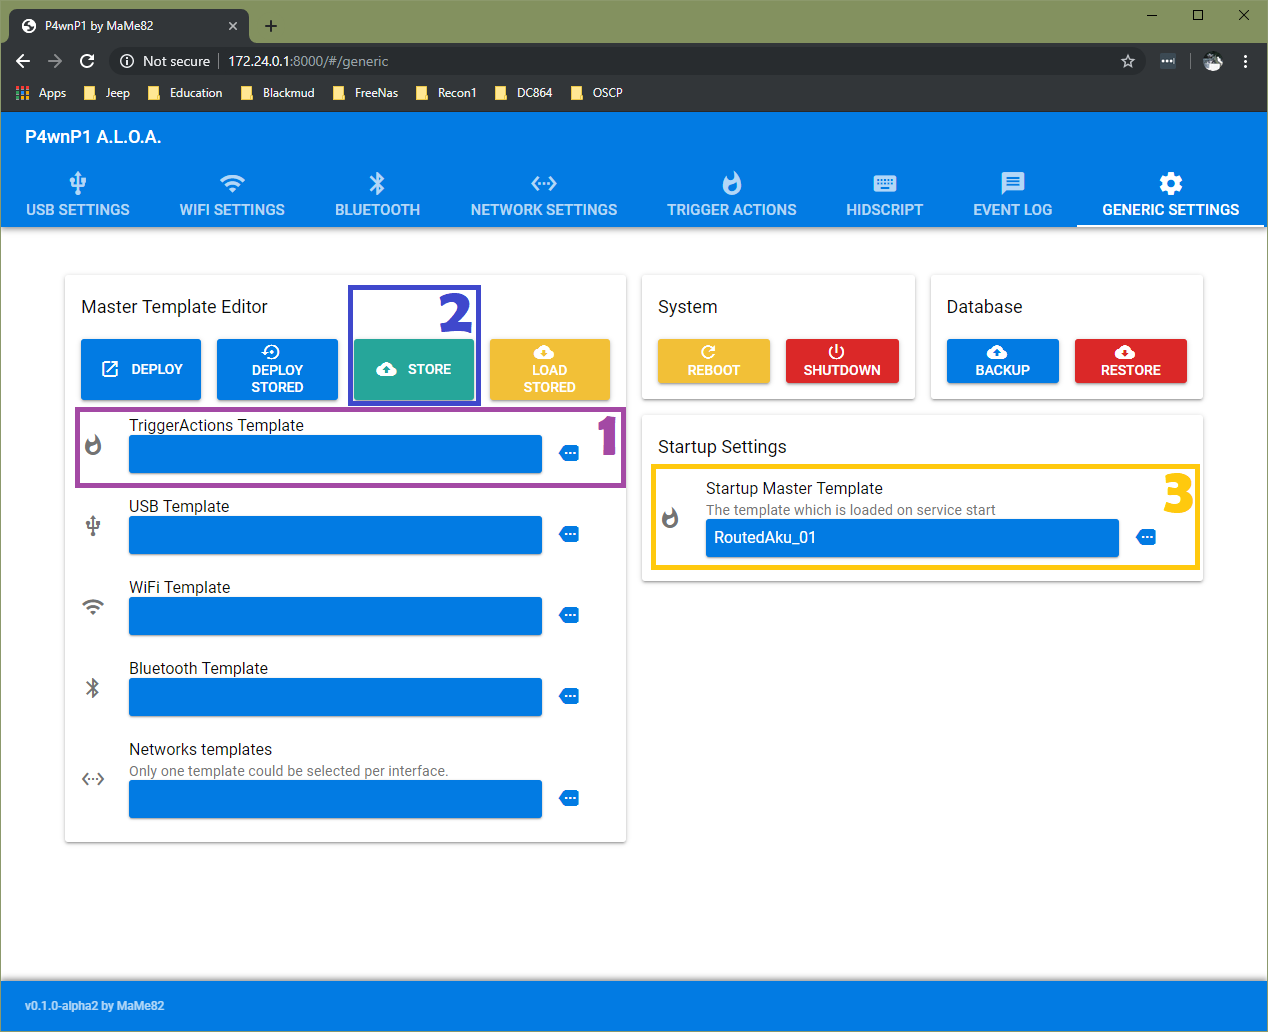 P4wnP1 by MaMe82
Not secure
172.24.0.1:8000/#/generic
Apps
Jeep
Education
Blackmud
FreeNas
Recon1
DC864
OSCP
P4wnP1 A.L.O.A.
USB SETTINGS
WIFI SETTINGS
BLUETOOTH
NETWORK SETTINGS
TRIGGER ACTIONS
HIDSCRIPT
EVENT LOG
GENERIC SETTINGS
Master Template Editor
2
DEPLOY
DEPLOY
STORED
STORE
LOAD
STORED
TriggerActions Template
1
USB Template
WiFi Template
Bluetooth Template
Networks templates
Only one template could be selected per interface.
System
REBOOT
SHUTDOWN
Database
BACKUP
RESTORE
Startup Settings
Startup Master Template
3
The template which is loaded on service start
RoutedAku_01
v0.1.0-alpha2 by MaMe82